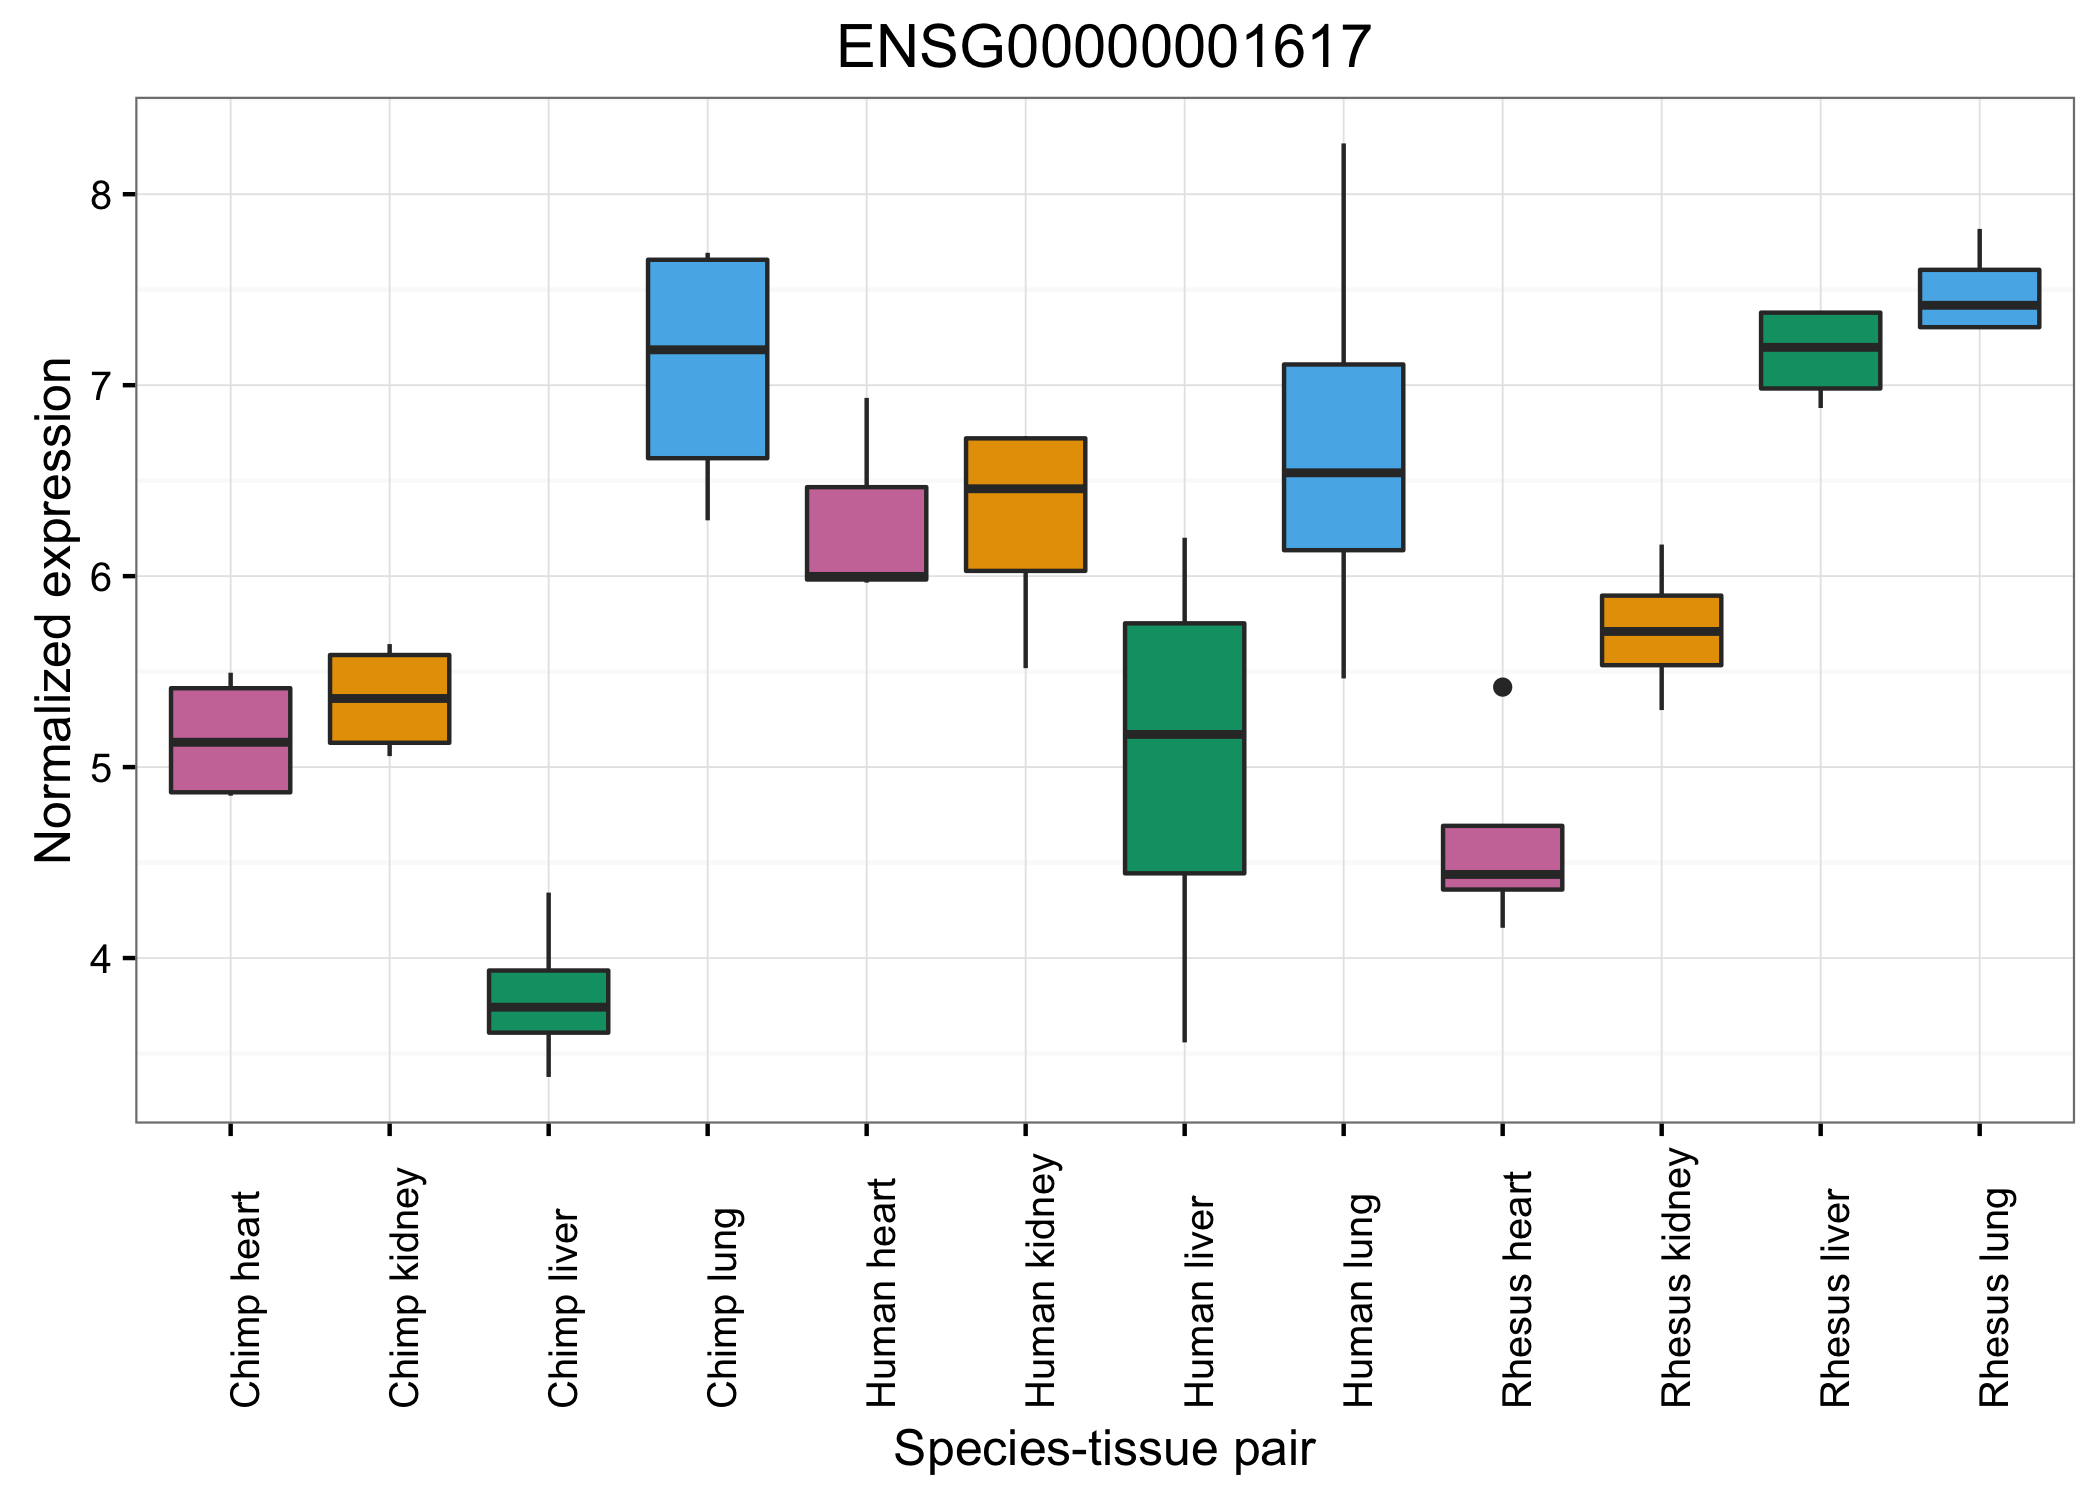 ENSG00000001617
Normalized expression
8
7
6
5
4
Chimp heart
Chimp kidney
Chimp liver
Chimp lung
Human heart
Human kidney
Human liver
Human lung
Rhesus heart
Rhesus kidney
Rhesus liver
Rhesus lung
Species-tissue pair